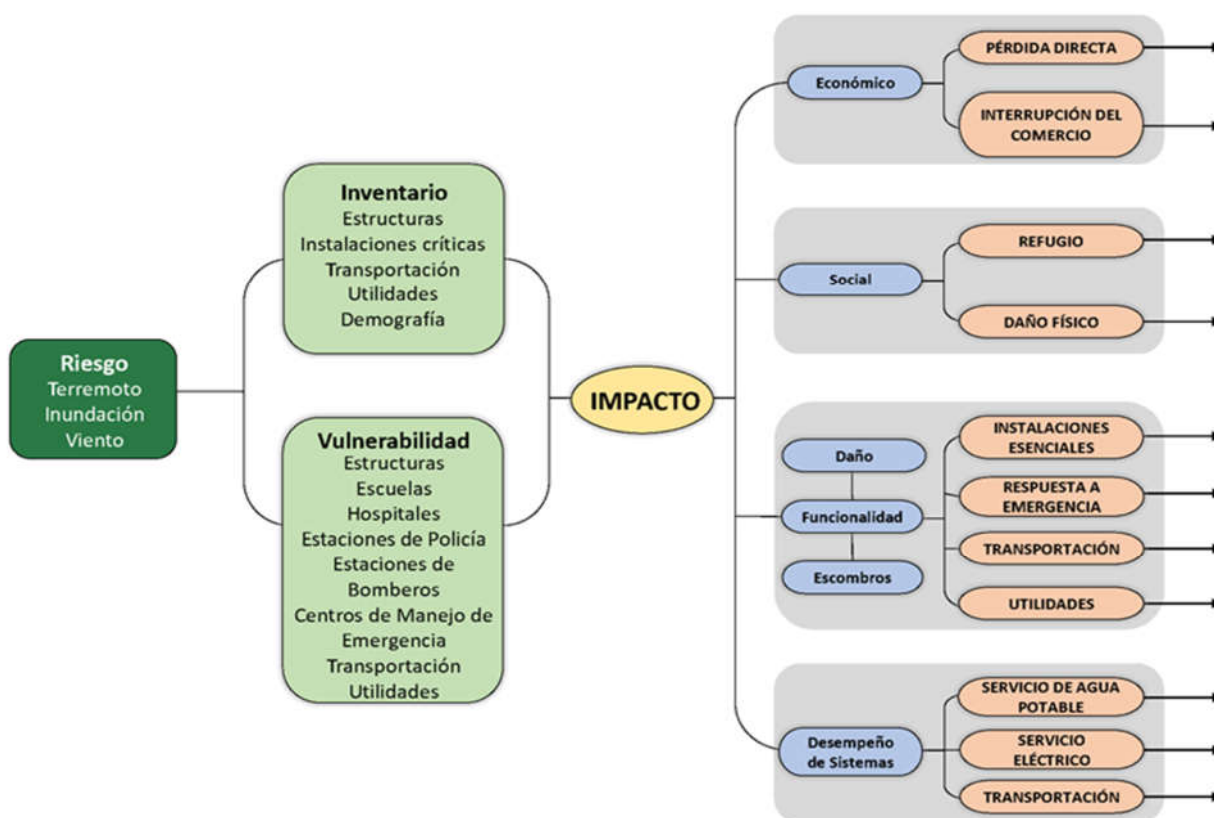 Riesgo
Terremoto
Inundación
Viento
Inventario
Estructuras
Instalaciones críticas
Transportación
Utilidades
Demografía
Vulnerabilidad
Estructuras
Escuelas
Hospitales
Estaciones de Policía
Estaciones de
Bomberos
Centros de Manejo de
Emergencia
Transportación
Utilidades
IMPACTO
Económico
PÉRDIDA DIRECTA
INTERRUPCIÓN DEL
COMERCIO
Social
REFUGIO
DAÑO FÍSICO
Daño
Funcionalidad
Escombros
INSTALACIONES
ESENCIALES
RESPUESTA A
EMERGENCIA
TRANSPORTACIÓN
UTILIDADES
Desempeño
de Sistemas
SERVICIO DE AGUA
POTABLE
SERVICIO
ELÉCTRICO
TRANSPORTACIÓN